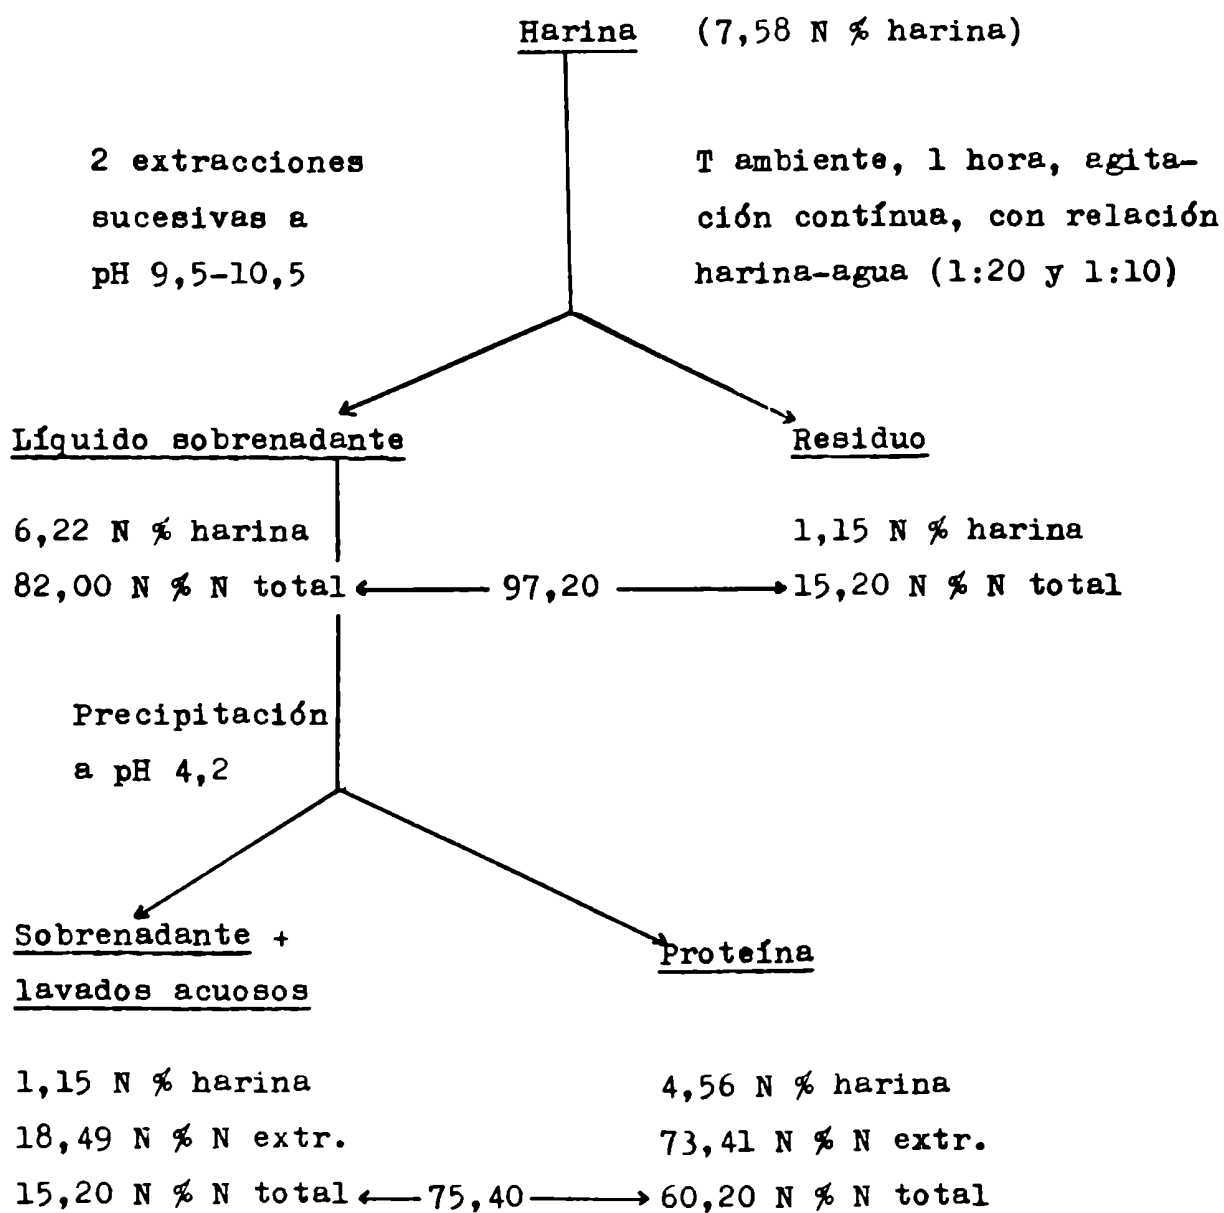 Harina (7,58 N % harina)
2 extracciones
sucesivas a
pH 9,5-10,5
T ambiente, 1 hora, agita-
ción contínua, con relación
harina-agua (1:20 y 1:10)
Líquido sobrenadante
Residuo
6,22 N % harina
1,15 N % harina
82,00 N % N total 97,20 15,20 N % N total
Precipitación
a pH 4,2
Sobrenadante +
lavados acuosos
Proteína
1,15 N % harina
18,49 N % N extr.
4,56 N % harina
73,41 N % N extr.
15,20 N % N total 75,40 60,20 N % N total